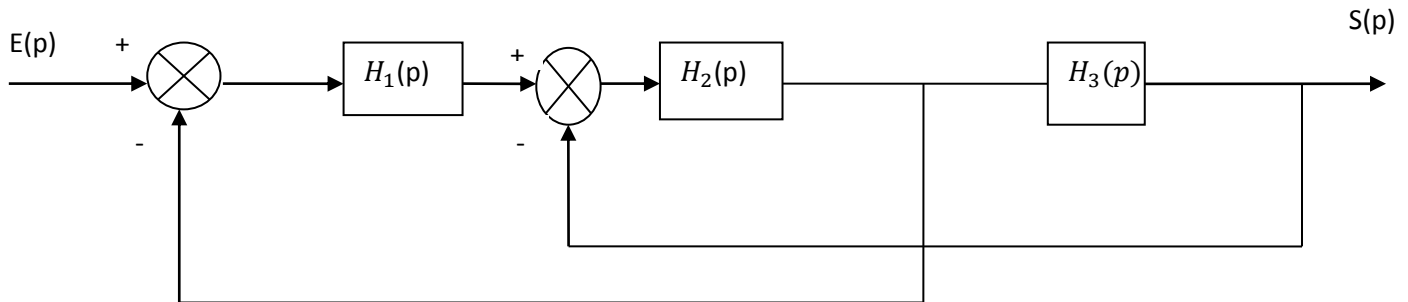 S(p)
E(p)
+
H₁(p)
+
H₂(p)
H₃(p)
-
-